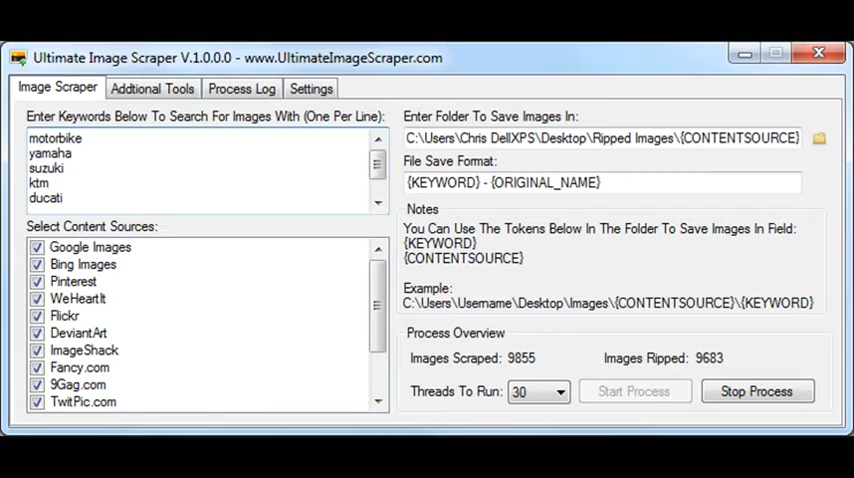 Ultimate Image Scraper V.1.0.0.0 - www.UltimateImageScraper.com
Image Scraper
Addtional Tools
Process Log
Settings
Enter Keywords Below To Search For Images With (One Per Line):
motorbike
yamaha
suzuki
ktm
ducati
Select Content Sources:
Google Images
Bing Images
Pinterest
WeHeartIt
Flickr
DeviantArt
ImageShack
Fancy.com
9Gag.com
TwitPic.com
Enter Folder To Save Images In:
C:\Users\Chris DellXPS\Desktop\Ripped Images\{CONTENTSOURCE}
File Save Format:
{KEYWORD} - {ORIGINAL_NAME}
Notes
You Can Use The Tokens Below In The Folder To Save Images In Field:
{KEYWORD}
{CONTENTSOURCE}
Example:
C:\Users\Username\Desktop\Images\{CONTENTSOURCE}\{KEYWORD}
Process Overview
Images Scraped: 9855
Images Ripped: 9683
Threads To Run: 30
Start Process
Stop Process